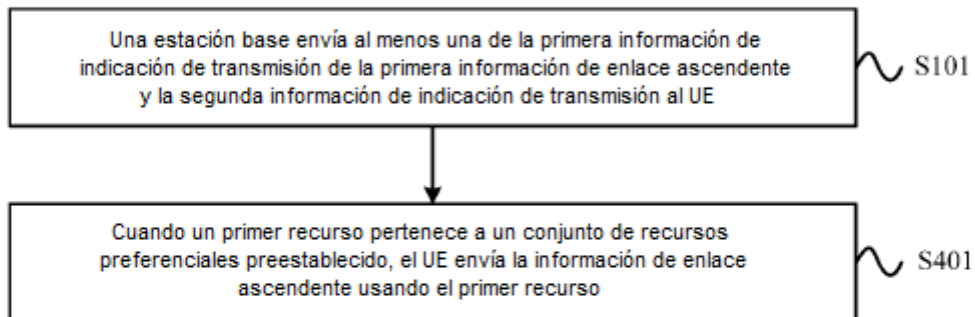 Una estación base envía al menos una de la primera información de
indicación de transmisión de la primera información de enlace ascendente
y la segunda información de indicación de transmisión al UE
S101
Cuando un primer recurso pertenece a un conjunto de recursos
preferenciales preestablecido, el UE envía la información de enlace
ascendente usando el primer recurso
S401